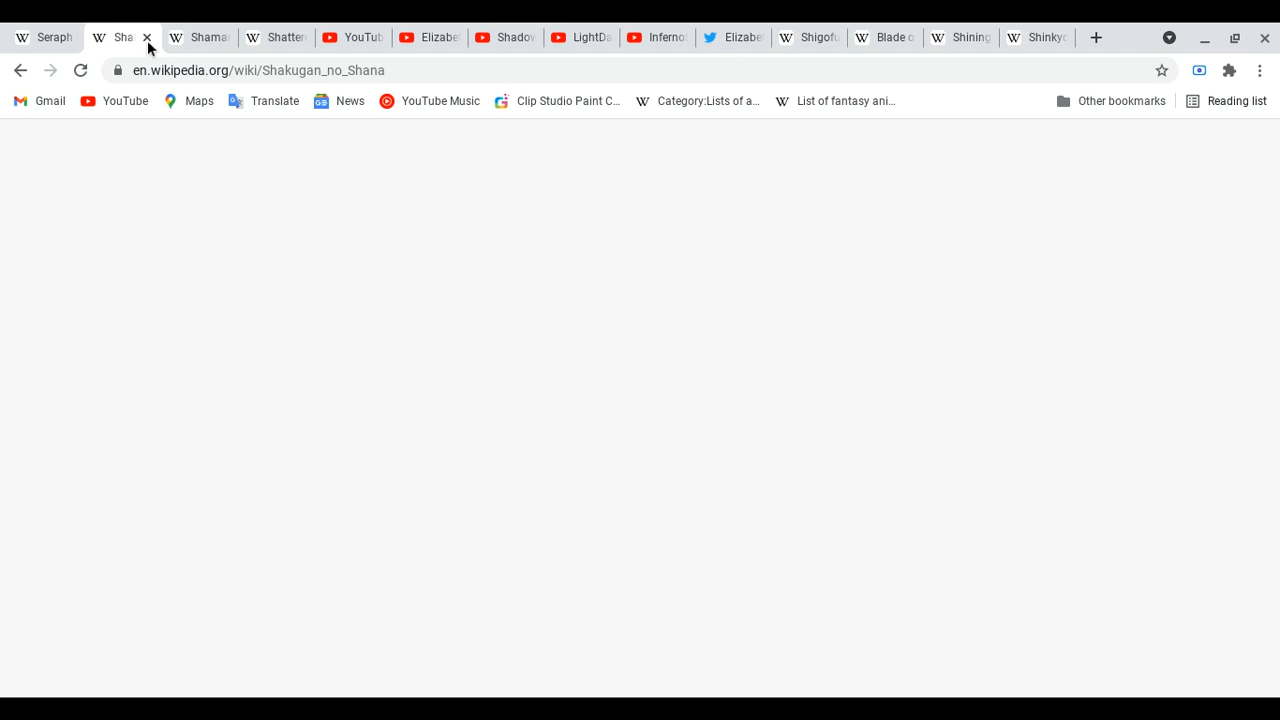 Seraph Sha Shaman Shatter YouTub Elizabe Shadov LightDa Inferno Elizabe Shigofu Blade o Shining Shinkyo
en.wikipedia.org/wiki/Shakugan_no_Shana
Gmail YouTube Maps Translate News YouTube Music Clip Studio Paint C... Category:Lists of a... List of fantasy ani... Other bookmarks Reading list